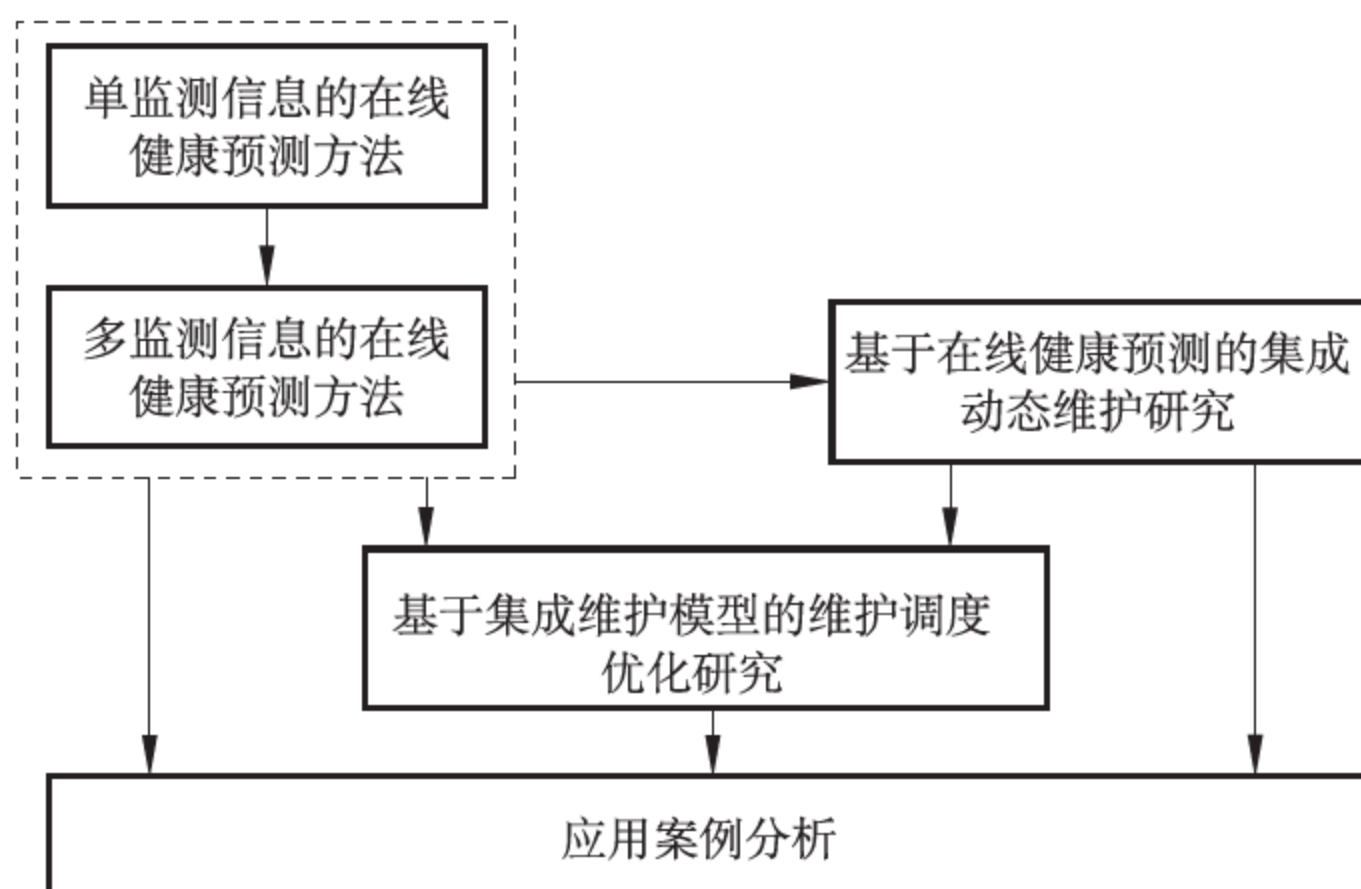 单监测信息的在线
健康预测方法
多监测信息的在线
健康预测方法
基于在线健康预测的集成
动态维护研究
基于集成维护模型的维护调度
优化研究
应用案例分析